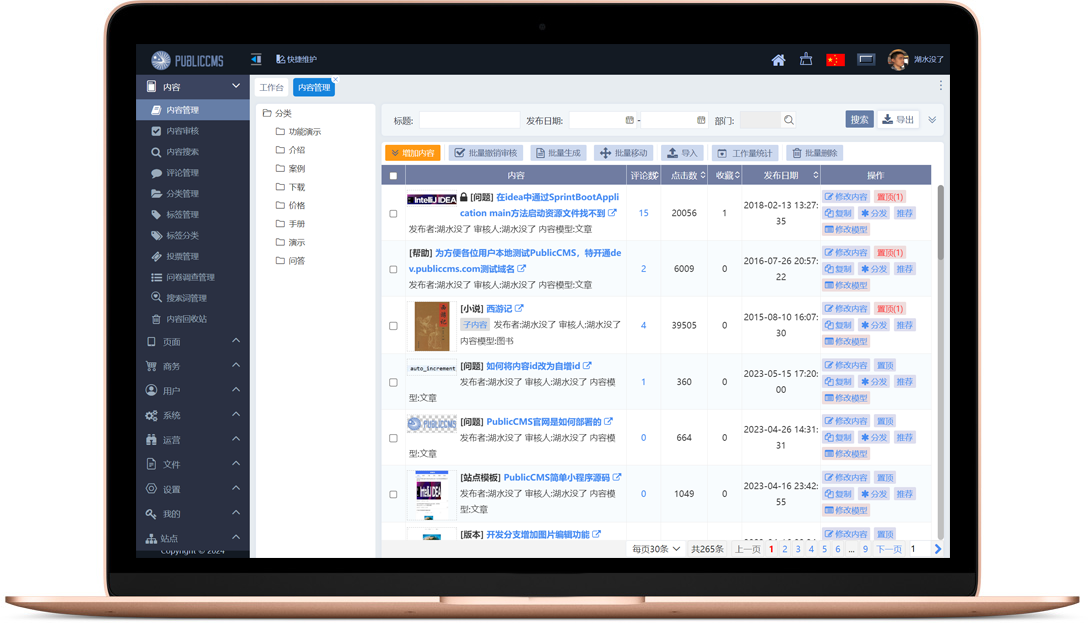 PUBLICCMS
快捷维护
湖水没了
内容
内容管理
内容审核
内容搜索
评论管理
分类管理
标签管理
标签分类
投票管理
问卷调查管理
搜索词管理
内容回收站
页面
商务
用户
系统
运营
文件
设置
我的
站点
Copyright © 2024
工作台
内容管理
分类
功能演示
介绍
案例
下载
价格
手册
演示
问答
标题:
发布日期:
-
部门:
搜索
导出
增加内容
批量撤销审核
批量生成
批量移动
导入
工作量统计
批量删除
内容 评论数 点击数 收藏 发布日期 操作
IntelliJ IDEA
[问题] 在idea中通过SprintBootAppli
cation main方法启动资源文件找不到
发布者:湖水没了 审核人:湖水没了 内容模型:文章
15 20056 1
2018-02-13 13:27:
35
修改内容 置顶(1)
复制 分发 推荐
修改模型
[帮助] 为方便各位用户本地测试PublicCMS，特开通de
v.publiccms.com测试域名
发布者:湖水没了 审核人:湖水没了 内容模型:文章
2 6009 0
2016-07-26 20:57:
22
修改内容 置顶(1)
复制 分发 推荐
修改模型
[小说] 西游记
子内容 发布者:湖水没了 审核人:湖水没了
内容模型:图书
4 39505 0
2015-08-10 16:07:
30
修改内容 置顶(1)
复制 分发 推荐
修改模型
auto_increment
[问题] 如何将内容id改为自增id
发布者:湖水没了 审核人:湖水没了 内容模
型:文章
1 360 0
2023-05-15 17:20:
00
修改内容 置顶
复制 分发 推荐
修改模型
PUBLICCMS
[问题] PublicCMS官网是如何部署的
发布者:湖水没了 审核人:湖水没了 内容模
型:文章
0 664 0
2023-04-26 14:31:
31
修改内容 置顶
复制 分发 推荐
修改模型
IntelliJ IDEA
[站点模板] PublicCMS简单小程序源码
发布者:湖水没了 审核人:湖水没了 内容模
型:文章
0 1049 0
2023-04-16 23:42:
55
修改内容 置顶
复制 分发 推荐
修改模型
[版本] 开发分支增加图片编辑功能
修改内容 置顶
每页30条 共265条 上一页 1 2 3 4 5 6 ... 9 下一页 1